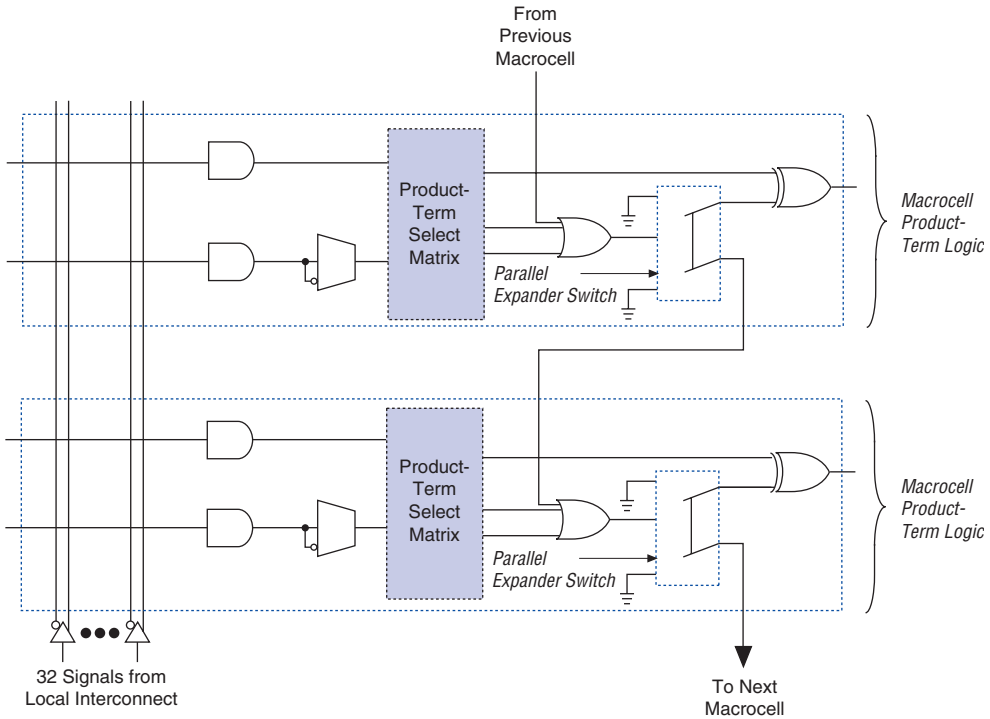 From
Previous
Macrocell
Product-
Term
Select
Matrix
Macrocell
Product-
Term Logic
Parallel
Expander Switch
Product-
Term
Select
Matrix
Macrocell
Product-
Term Logic
Parallel
Expander Switch
32 Signals from
Local Interconnect
To Next
Macrocell